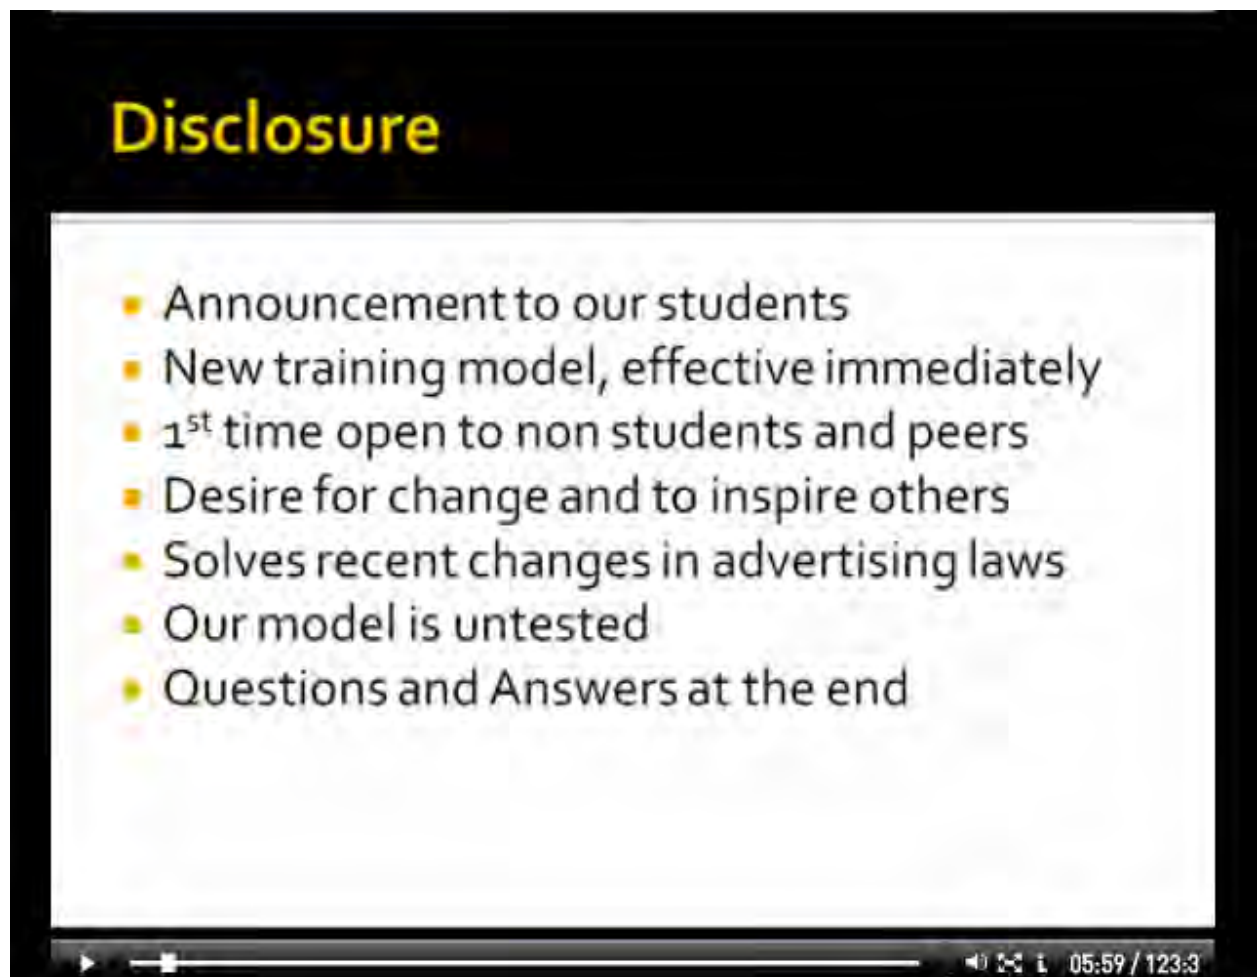 Disclosure
Announcement to our students
New training model, effective immediately
1st time open to non students and peers
Desire for change and to inspire others
Solves recent changes in advertising laws
Our model is untested
Questions and Answers at the end
05:59 / 123:3